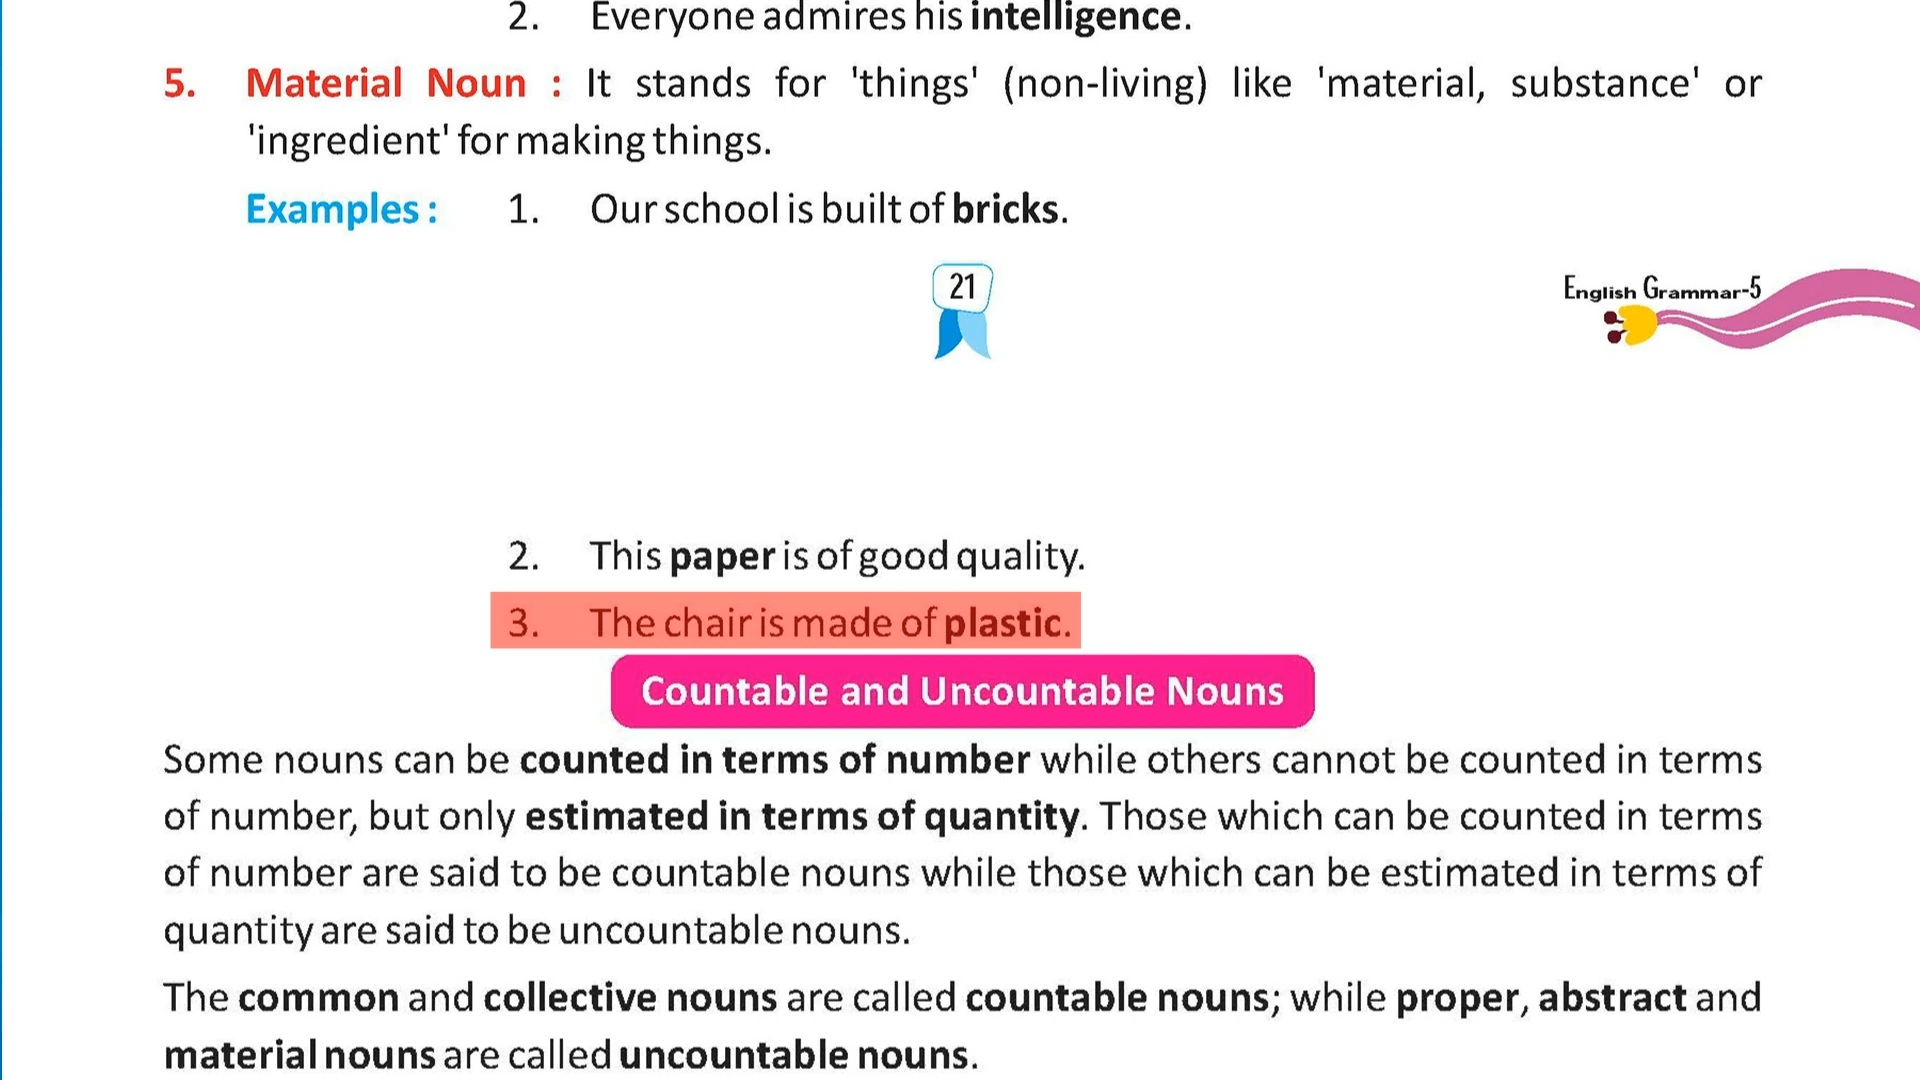 2. Everyone admires his intelligence.
5. Material Noun : It stands for 'things' (non-living) like 'material, substance' or
'ingredient' for making things.
Examples : 1. Our school is built of bricks.
21
English Grammar-5
2. This paper is of good quality.
3. The chair is made of plastic.
Countable and Uncountable Nouns
Some nouns can be counted in terms of number while others cannot be counted in terms
of number, but only estimated in terms of quantity. Those which can be counted in terms
of number are said to be countable nouns while those which can be estimated in terms of
quantity are said to be uncountable nouns.
The common and collective nouns are called countable nouns; while proper, abstract and
material nouns are called uncountable nouns.